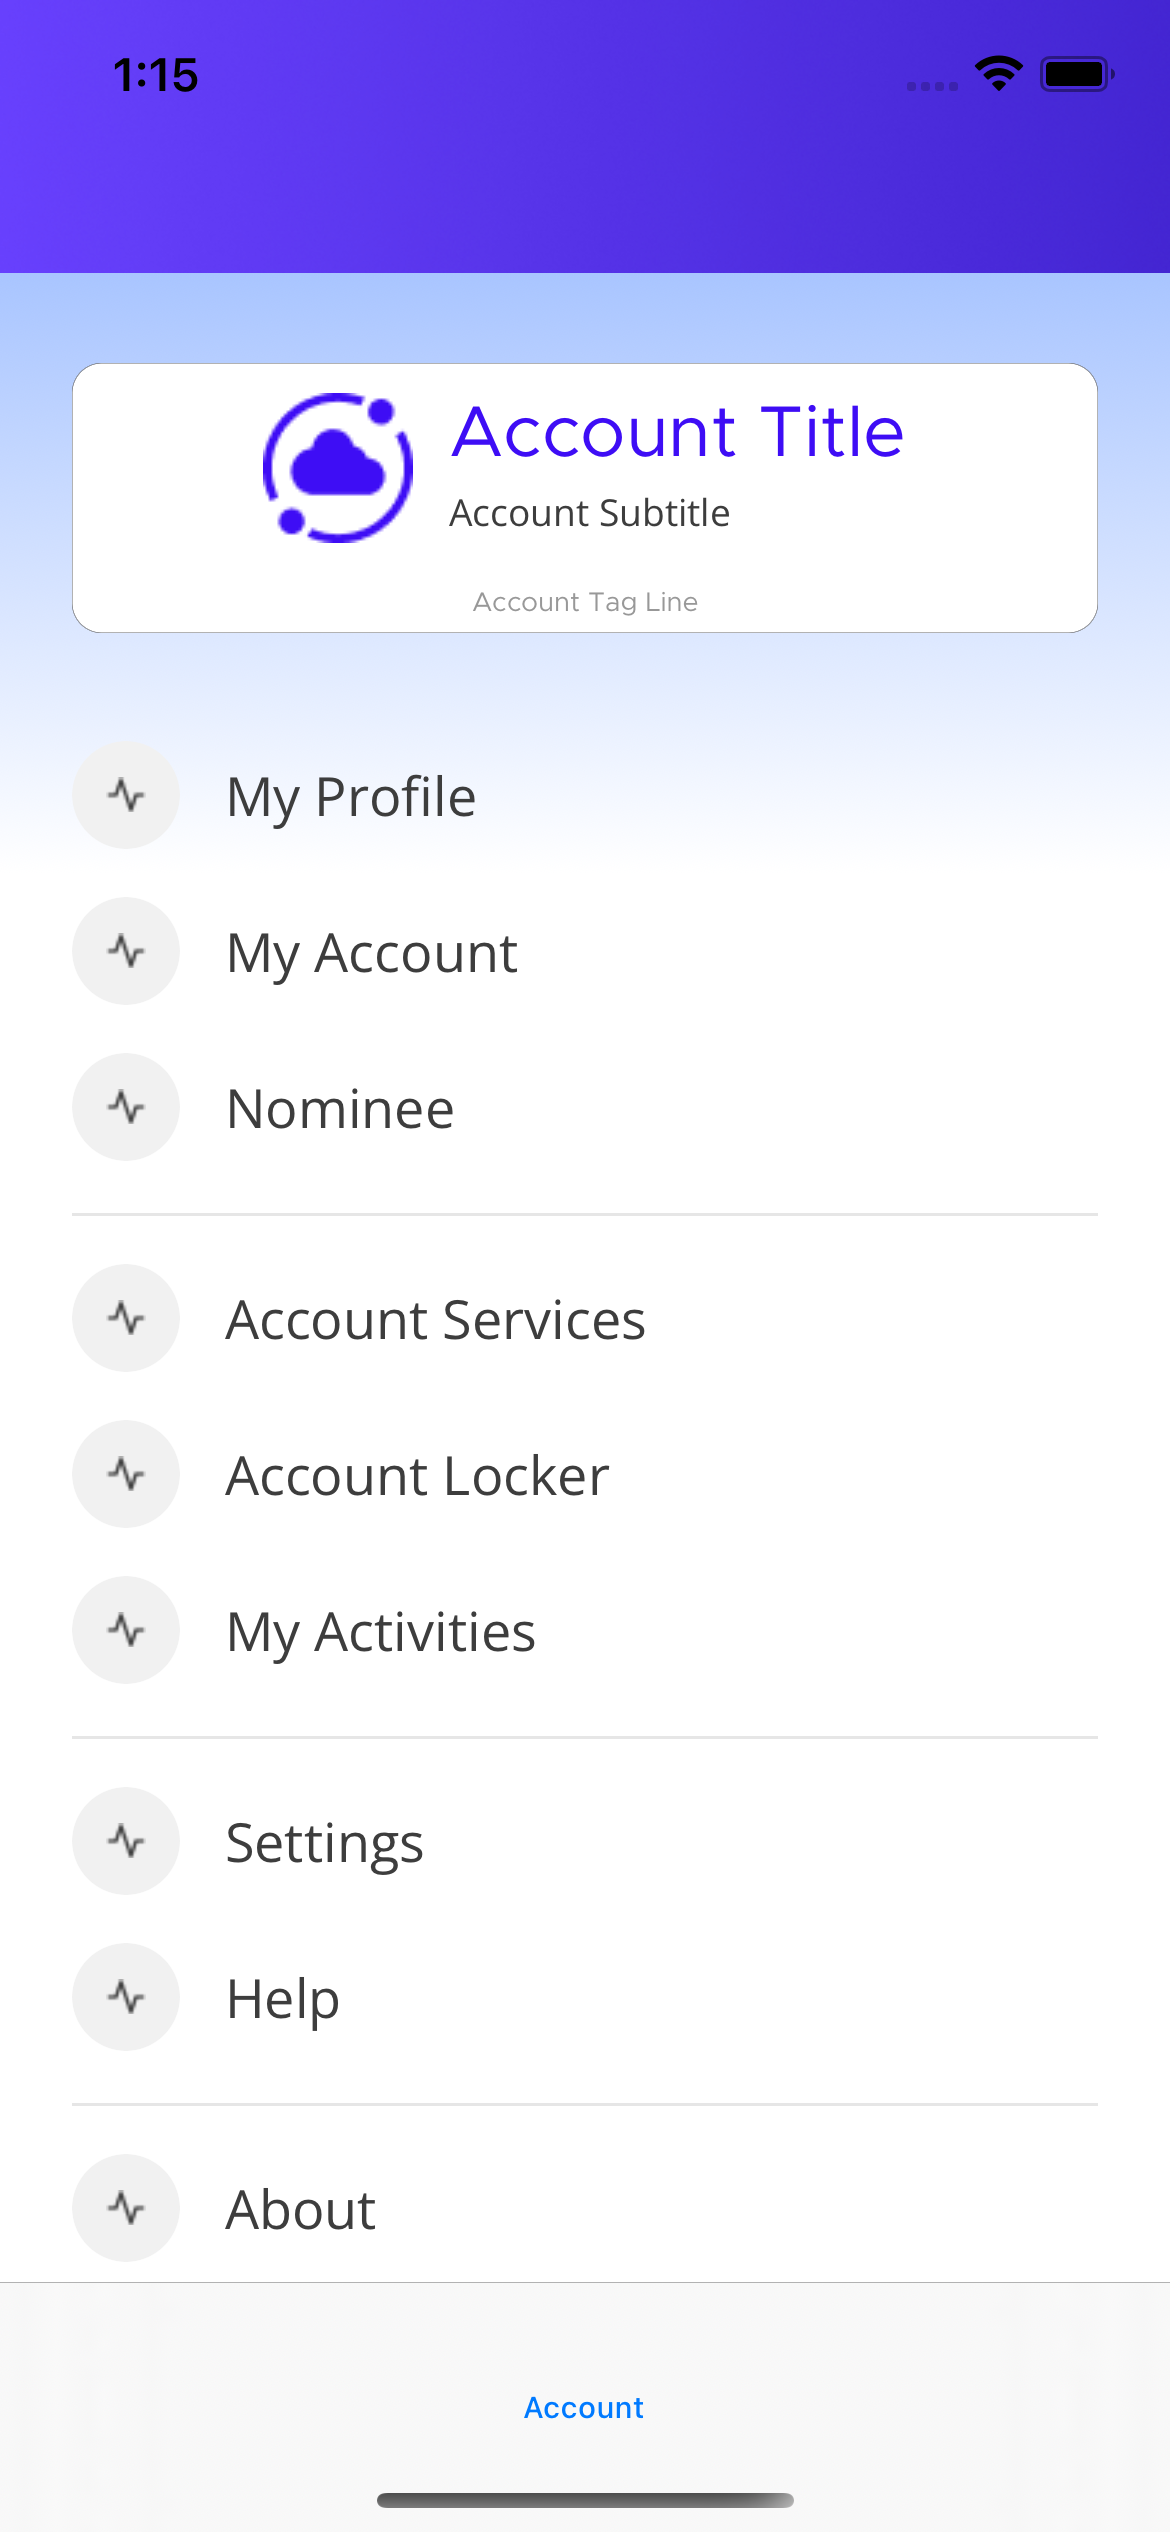 1:15
Account Title
Account Subtitle
Account Tag Line
My Profile
My Account
Nominee
Account Services
Account Locker
My Activities
Settings
Help
About
Account